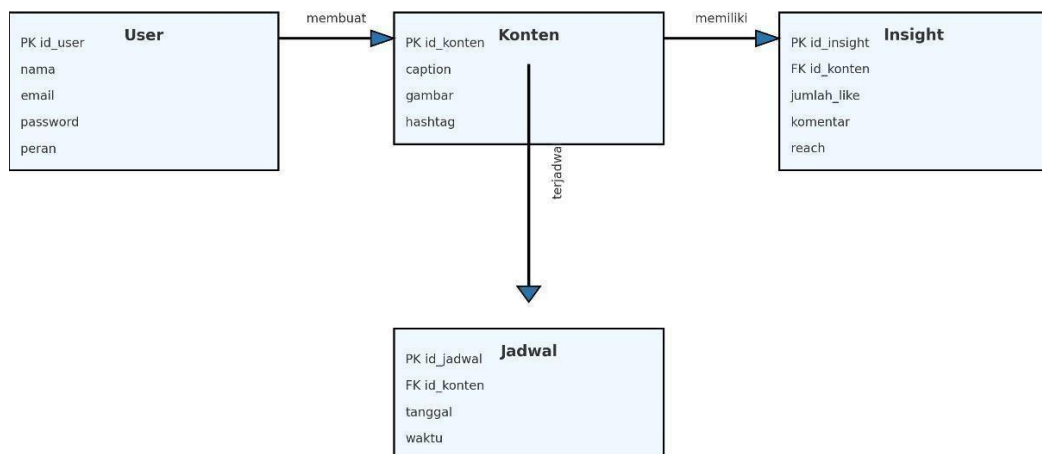 User
PK id_user
nama
email
password
peran
membuat
Konten
PK id_konten
caption
gambar
hashtag
memiliki
Insight
PK id_insight
FK id_konten
jumlah_like
komentar
reach
terjadwa
Jadwal
PK id_jadwal
FK id_konten
tanggal
waktu